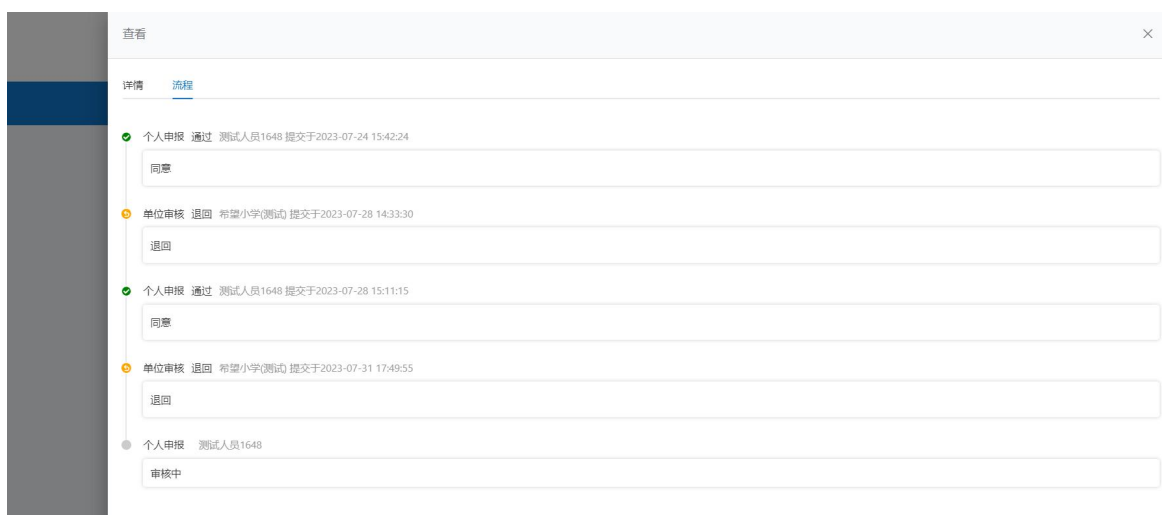 查看
详情 流程
个人申报 通过 测试人员1648 提交于2023-07-24 15:42:24
同意
单位审核 退回 希望小学(测试) 提交于2023-07-28 14:33:30
退回
个人申报 通过 测试人员1648 提交于2023-07-28 15:11:15
同意
单位审核 退回 希望小学(测试) 提交于2023-07-31 17:49:55
退回
个人申报 测试人员1648
审核中